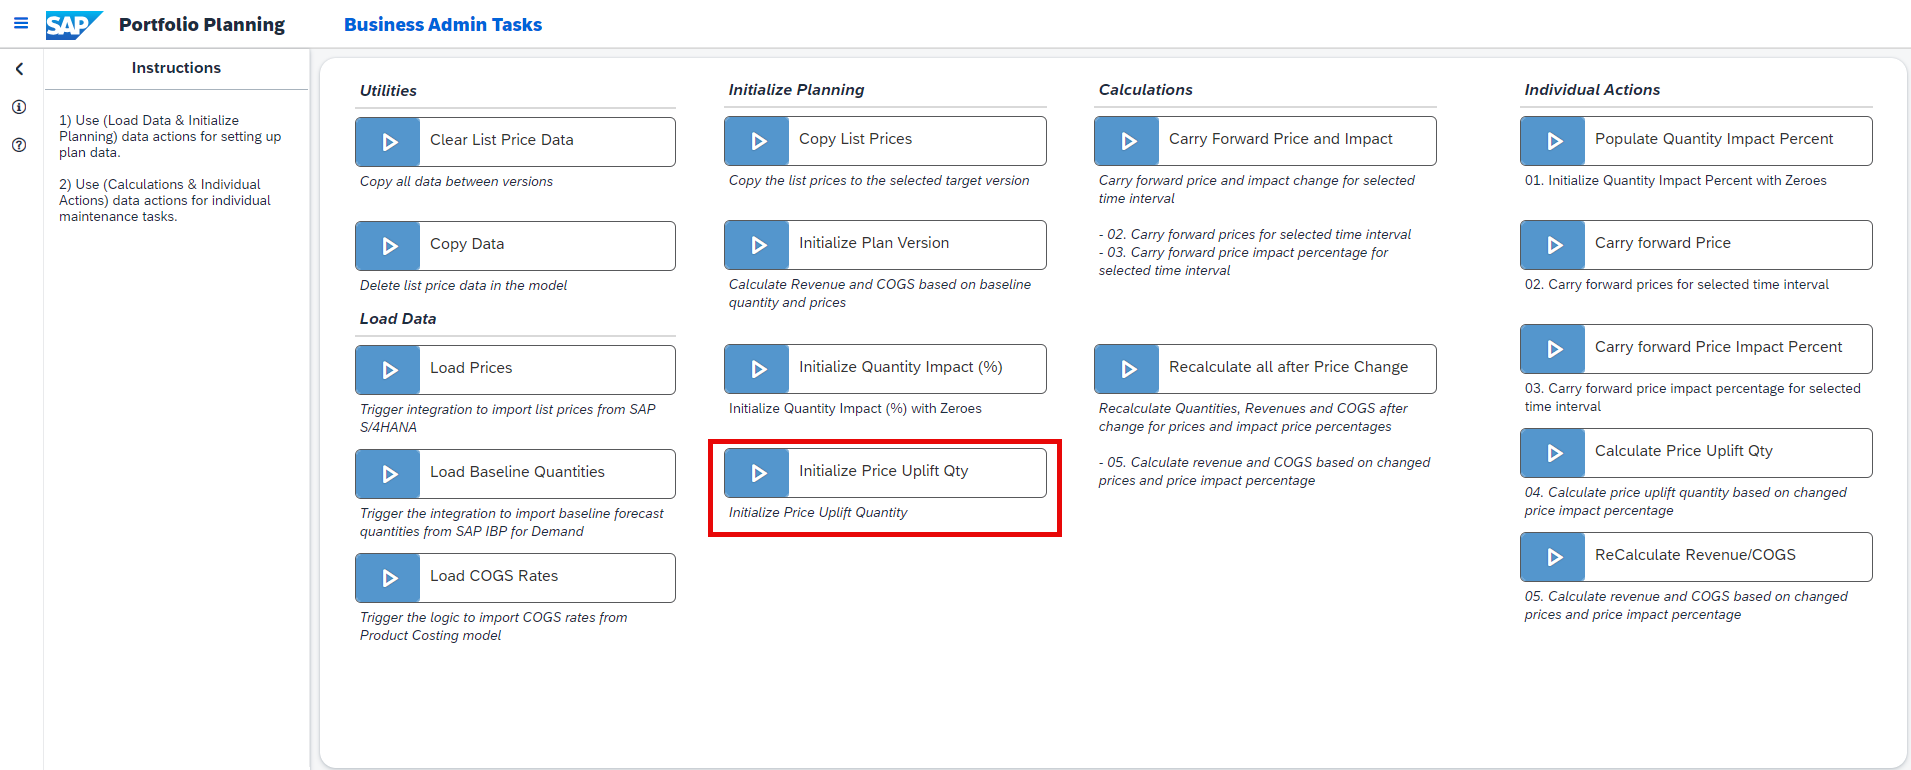 SAP Portfolio Planning Business Admin Tasks
Instructions
1) Use (Load Data & Initialize
Planning) data actions for setting up
plan data.
2) Use (Calculations & Individual
Actions) data actions for individual
maintenance tasks.
Utilities
Clear List Price Data
Copy all data between versions
Copy Data
Delete list price data in the model
Load Data
Load Prices
Trigger integration to import list prices from SAP
S/4HANA
Load Baseline Quantities
Trigger the integration to import baseline forecast
quantities from SAP IBP for Demand
Load COGS Rates
Trigger the logic to import COGS rates from
Product Costing model
Initialize Planning
Copy List Prices
Copy the list prices to the selected target version
Initialize Plan Version
Calculate Revenue and COGS based on baseline
quantity and prices
Initialize Quantity Impact (%)
Initialize Quantity Impact (%) with Zeroes
Initialize Price Uplift Qty
Initialize Price Uplift Quantity
Calculations
Carry Forward Price and Impact
Carry forward price and impact change for selected
time interval
- 02. Carry forward prices for selected time interval
- 03. Carry forward price impact percentage for
selected time interval
Recalculate all after Price Change
Recalculate Quantities, Revenues and COGS after
change for prices and impact price percentages
- 05. Calculate revenue and COGS based on changed
prices and price impact percentage
Individual Actions
Populate Quantity Impact Percent
01. Initialize Quantity Impact Percent with Zeroes
Carry forward Price
02. Carry forward prices for selected time interval
Carry forward Price Impact Percent
03. Carry forward price impact percentage for selected
time interval
Calculate Price Uplift Qty
04. Calculate price uplift quantity based on changed
price impact percentage
ReCalculate Revenue/COGS
05. Calculate revenue and COGS based on changed
prices and price impact percentage